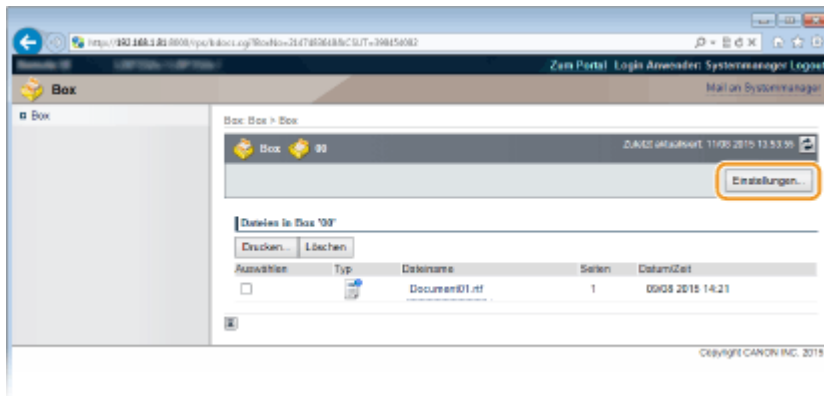 Zum Portal Login Anwender: Systemmanager Logout
Box
Mail an Systemmanager
Box
Box: Box > Box
Box 00
Zuletzt aktualisiert: 11/08 2015 13:53:55
Einstellungen...
Dateien in Box '00'
Drucken... Löschen
Auswählen Typ Dateiname Seiten Datum/Zeit
Document01.rtf 1 09/08 2015 14:21
Copyright CANON INC. 2015